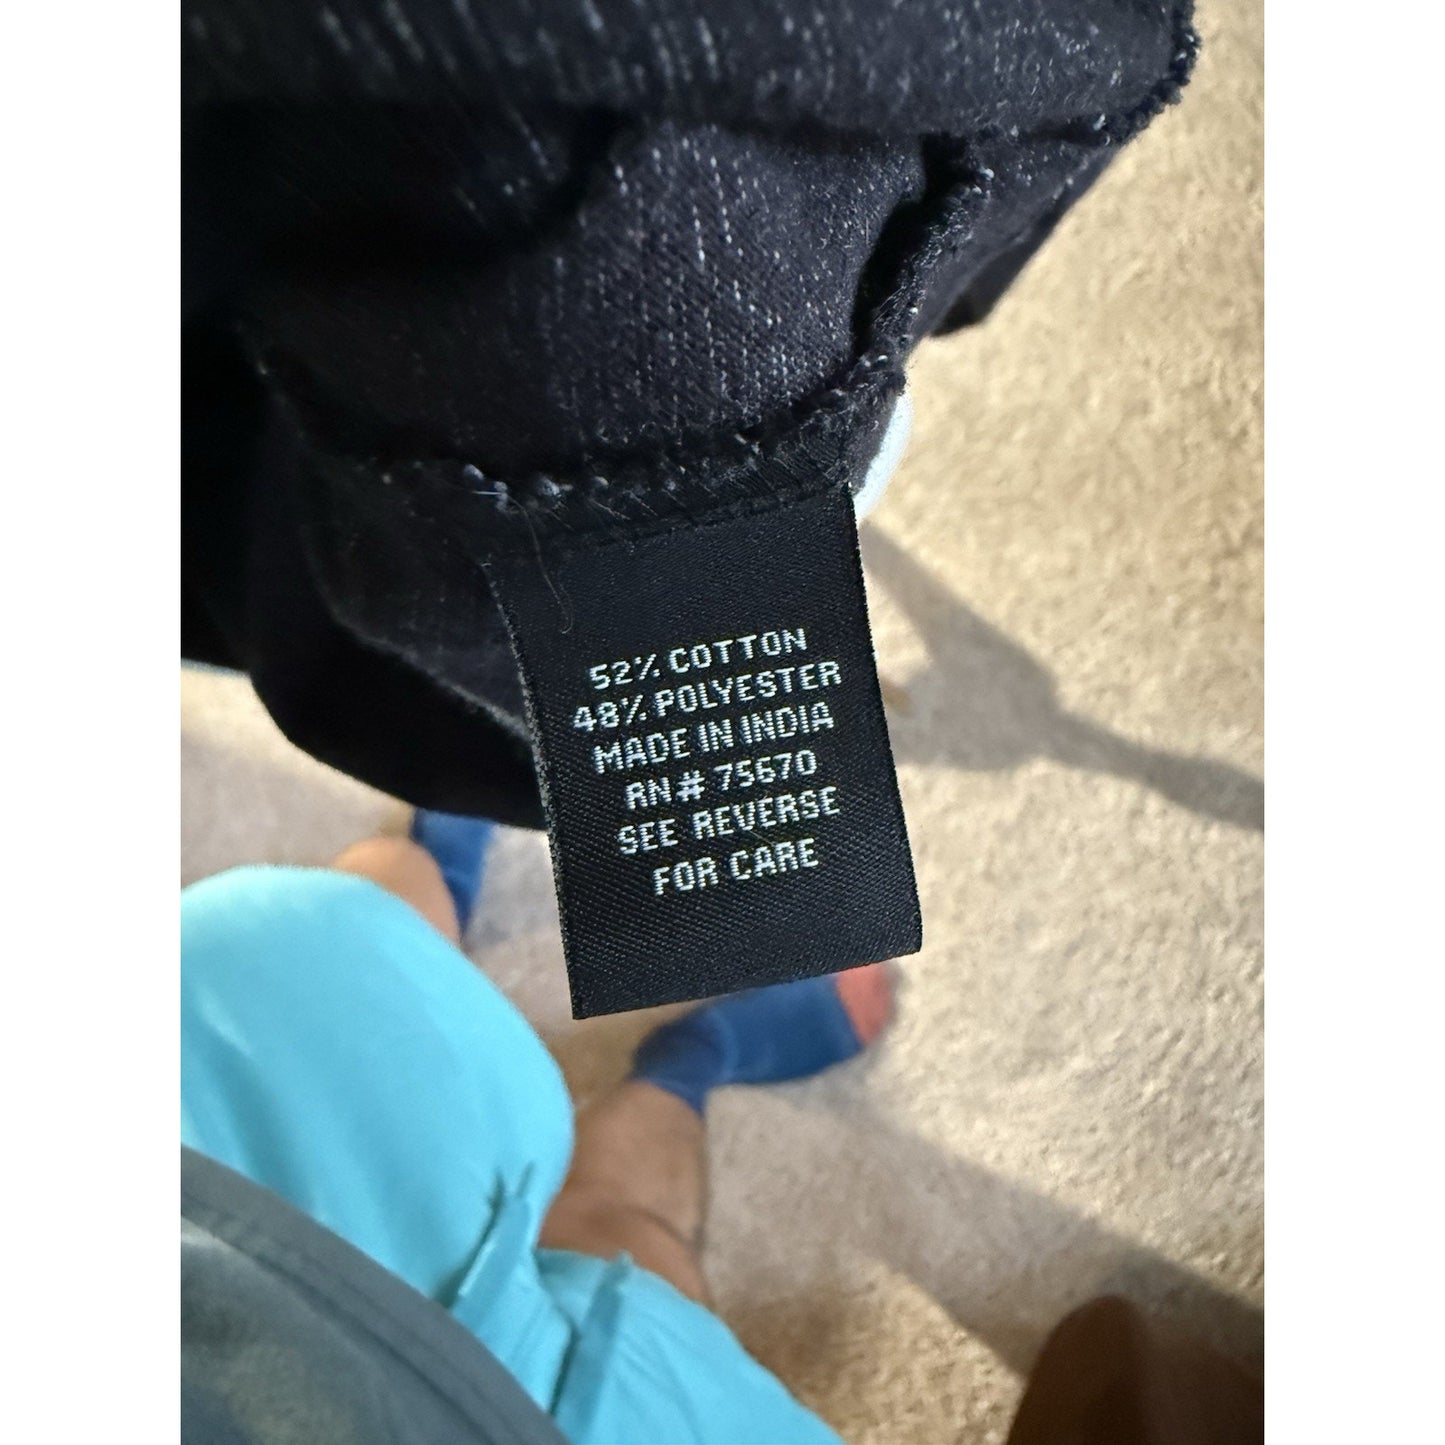 52% COTTON
48% POLYESTER
MADE IN INDIA
RN# 75670
SEE REVERSE
FOR CARE